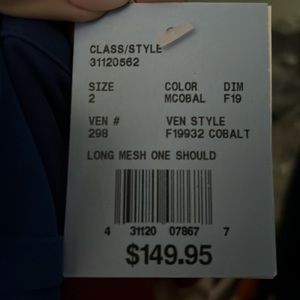 CLASS/STYLE
31120562
SIZE COLOR DIM
2 MCOBAL F19
VEN # VEN STYLE
298 F19932 COBALT
LONG MESH ONE SHOULD
4 31120 07867 7
$149.95